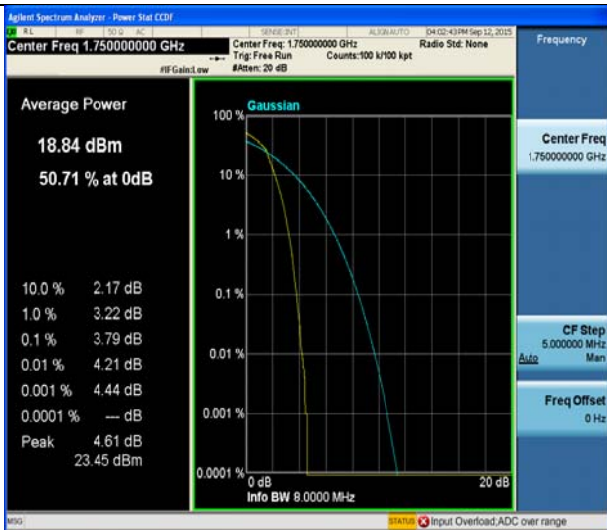 Agilent Spectrum Analyzer - Power Stat CCDF
RL RF 50 Ω AC SENSE:INT ALIGNAUTO 04:02:43PM Sep 12, 2015
Center Freq 1.750000000 GHz
Center Freq: 1.750000000 GHz Radio Std: None
Trig: Free Run Counts:100 k/100 kpt
#IFGain:Low #Atten: 20 dB
Frequency
Average Power
18.84 dBm
50.71 % at 0dB
10.0 % 2.17 dB
1.0 % 3.22 dB
0.1 % 3.79 dB
0.01 % 4.21 dB
0.001 % 4.44 dB
0.0001 % --- dB
Peak 4.61 dB
23.45 dBm
Gaussian
100 %
10 %
1 %
0.1 %
0.01 %
0.001 %
0.0001 %
0 dB 20 dB
Info BW 8.0000 MHz
Center Freq
1.750000000 GHz
CF Step
5.000000 MHz
Auto Man
Freq Offset
0 Hz
MSG STATUS Input Overload;ADC over range